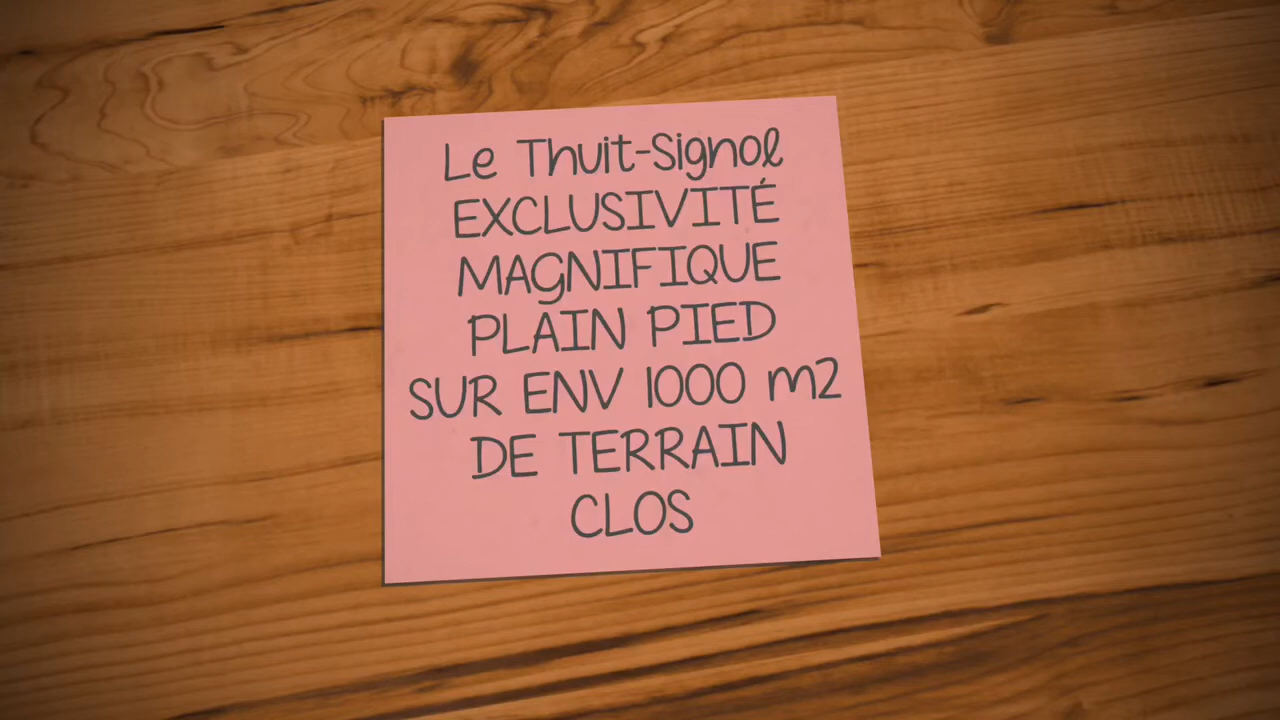 Le Thuit-Signol
EXCLUSIVITÉ
MAGNIFIQUE
PLAIN PIED
SUR ENV 1000 m2
DE TERRAIN
CLOS